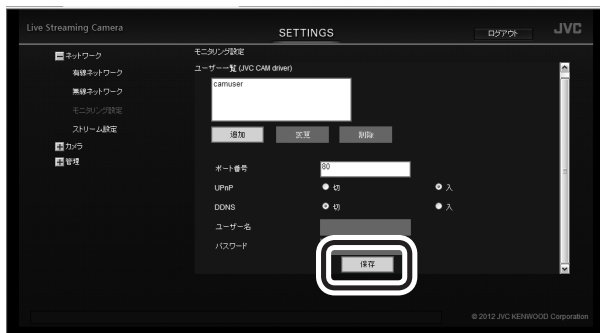 Live Streaming Camera
SETTINGS
ログアウト
JVC
ネットワーク
有線ネットワーク
無線ネットワーク
モニタリング設定
ストリーム設定
カメラ
管理
モニタリング設定
ユーザー一覧 (JVC CAM driver)
camuser
追加 変更 削除
ポート番号 80
UPnP 切 入
DDNS 切 入
ユーザー名
パスワード
保存
© 2012 JVC KENWOOD Corporation